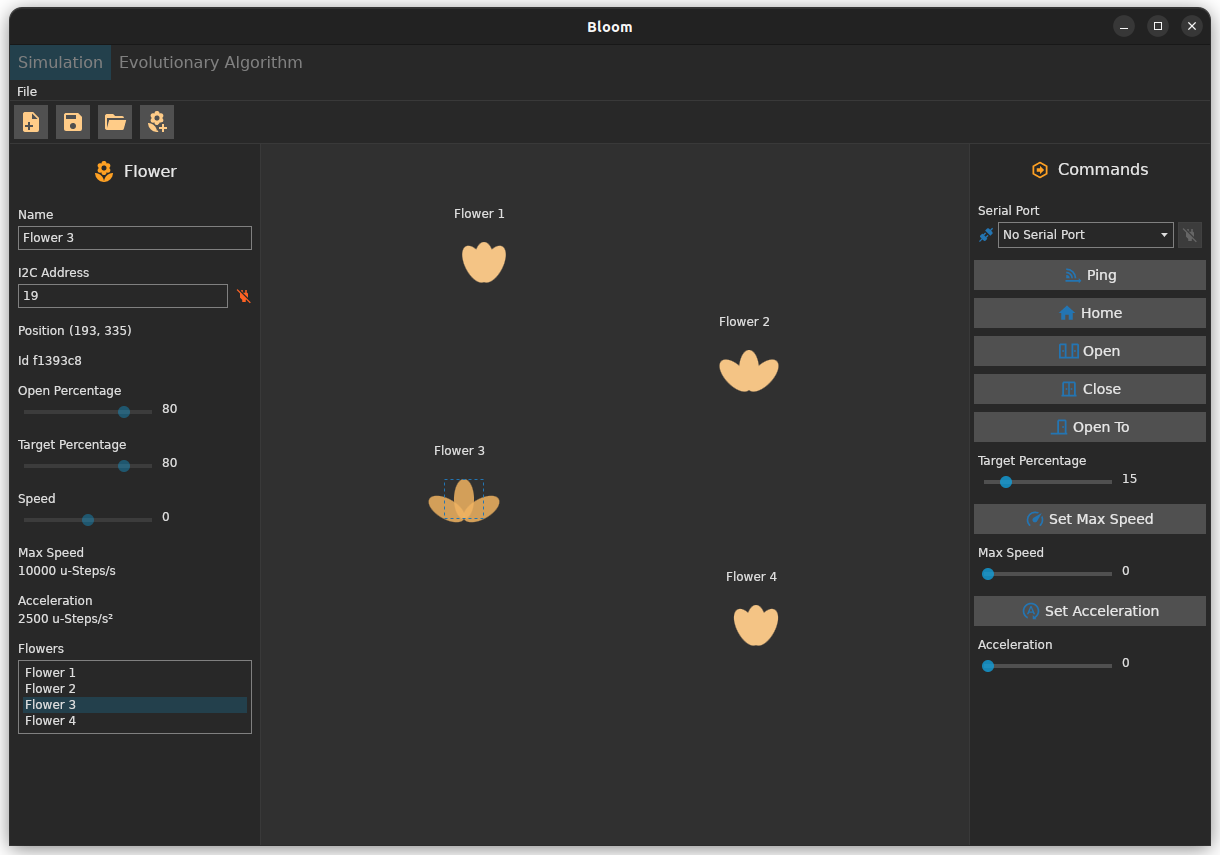 Bloom
Simulation
Evolutionary Algorithm
File
Flower
Name
Flower 3
I2C Address
19
Position (193, 335)
Id f1393c8
Open Percentage
80
Target Percentage
80
Speed
0
Max Speed
10000 u-Steps/s
Acceleration
2500 u-Steps/s²
Flowers
Flower 1
Flower 2
Flower 3
Flower 4
Flower 1
Flower 2
Flower 3
Flower 4
Commands
Serial Port
No Serial Port
Ping
Home
Open
Close
Open To
Target Percentage
15
Set Max Speed
Max Speed
0
Set Acceleration
Acceleration
0